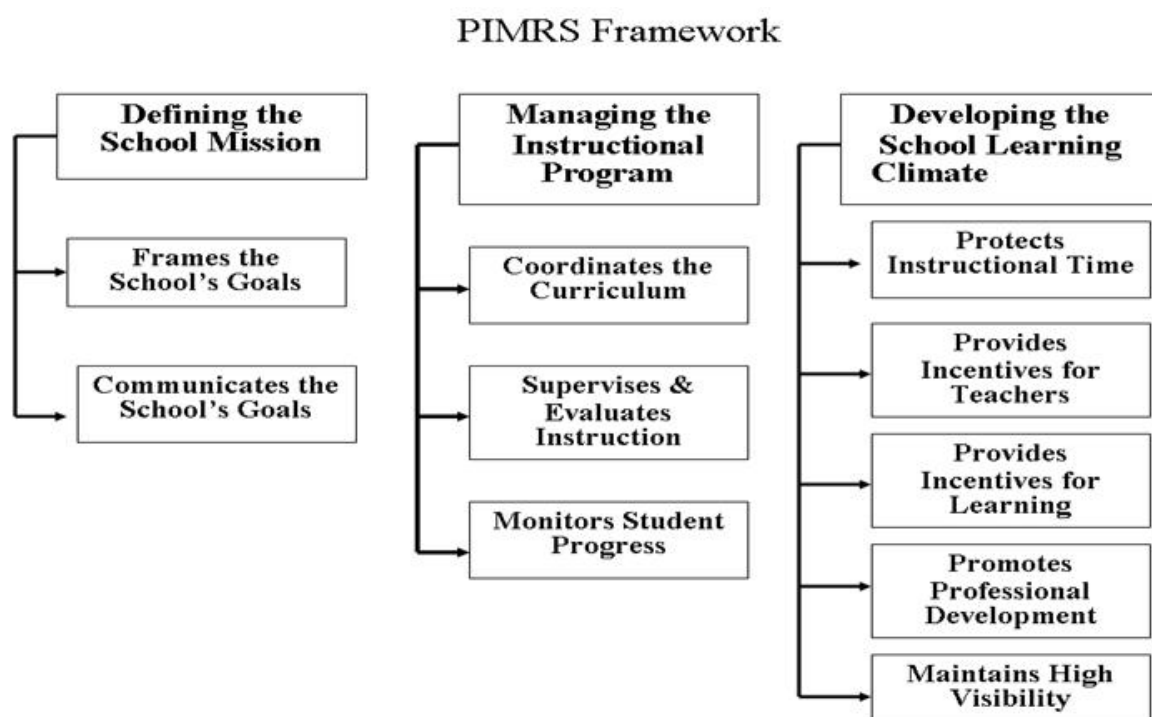 PIMRS Framework
Defining the
School Mission
Frames the
School's Goals
Communicates the
School's Goals
Managing the
Instructional
Program
Coordinates the
Curriculum
Supervises &
Evaluates
Instruction
Monitors Student
Progress
Developing the
School Learning
Climate
Protects
Instructional Time
Provides
Incentives for
Teachers
Provides
Incentives for
Learning
Promotes
Professional
Development
Maintains High
Visibility